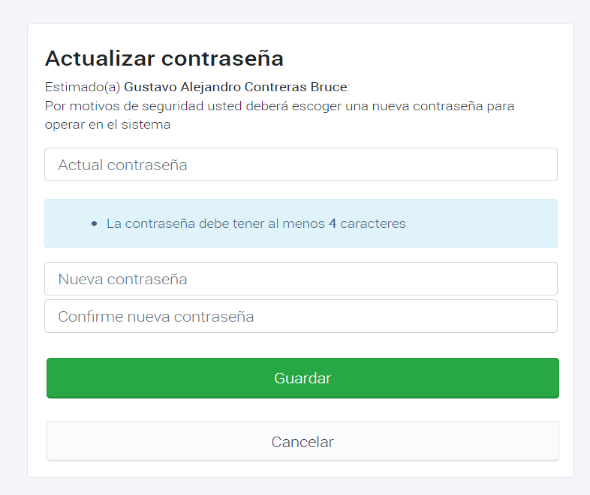 Actualizar contraseña
Estimado(a) Gustavo Alejandro Contreras Bruce:
Por motivos de seguridad usted deberá escoger una nueva contraseña para
operar en el sistema
Actual contraseña
• La contraseña debe tener al menos 4 caracteres
Nueva contraseña
Confirme nueva contraseña
Guardar
Cancelar